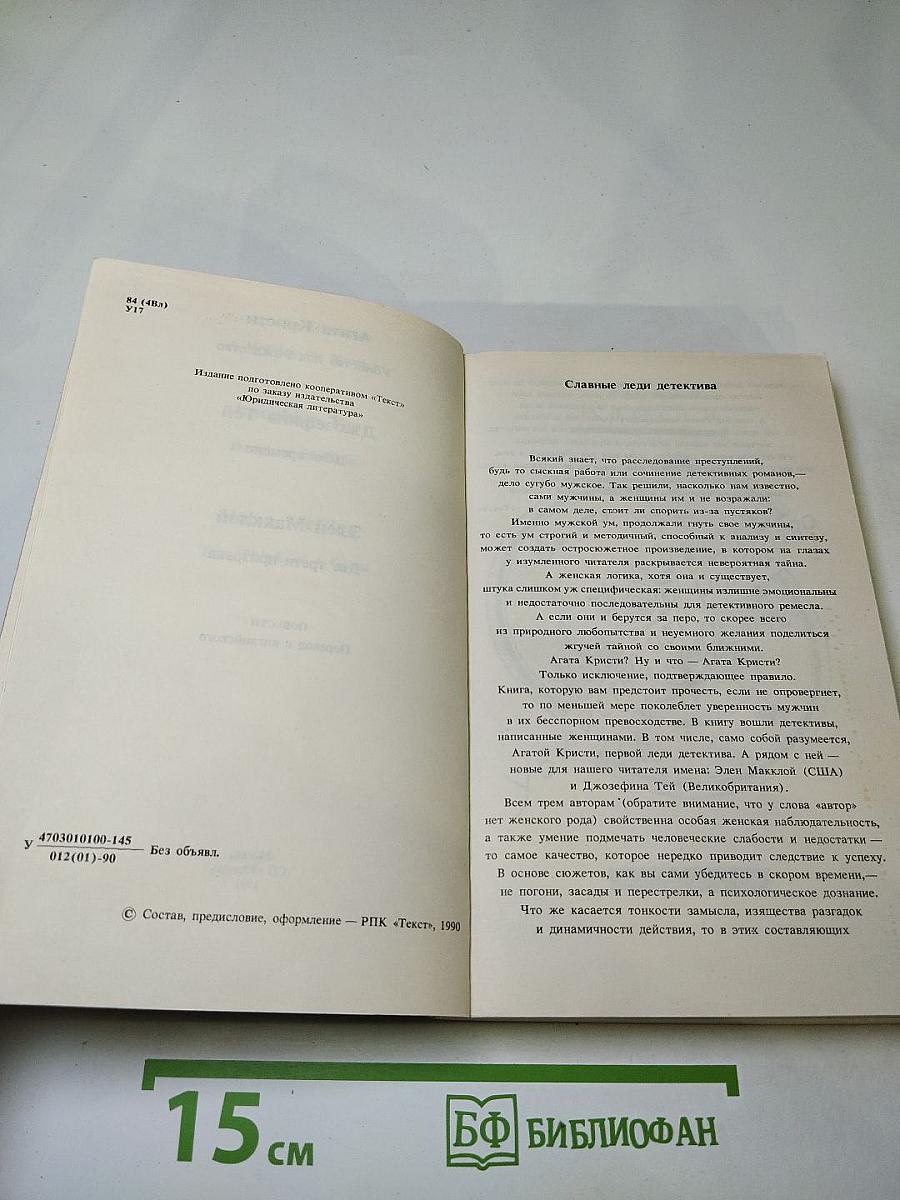 84 (4Вл)
У17
Издание подготовлено кооперативом «Текст»
по заказу издательства
«Юридическая литература»
У 4703010100-145
012(01)-90
Без объявл.
© Состав, предисловие, оформление — РПК «Текст», 1990
Славные леди детектива
Всякий знает, что расследование преступлений,
будь то сыскная работа или сочинение детективных романов,—
дело сугубо мужское. Так решили, насколько нам известно,
сами мужчины, а женщины им и не возражали:
в самом деле, стоит ли спорить из-за пустяков?
Именно мужской ум, продолжали гнуть свое мужчины,
то есть ум строгий и методичный, способный к анализу и синтезу,
может создать остросюжетное произведение, в котором на глазах
у изумленного читателя раскрывается невероятная тайна.
А женская логика, хотя она и существует,
штука слишком уж специфическая: женщины излишне эмоциональны
и недостаточно последовательны для детективного ремесла.
А если они и берутся за перо, то скорее всего
из природного любопытства и неуемного желания поделиться
жгучей тайной со своими ближними.
Агата Кристи? Ну и что — Агата Кристи?
Только исключение, подтверждающее правило.
Книга, которую вам предстоит прочесть, если не опровергнет,
то по меньшей мере поколеблет уверенность мужчин
в их бесспорном превосходстве. В книгу вошли детективы,
написанные женщинами. В том числе, само собой разумеется,
Агатой Кристи, первой леди детектива. А рядом с ней —
новые для нашего читателя имена: Элен Макклой (США)
и Джозефина Тей (Великобритания).
Всем трем авторам (обратите внимание, что у слова «автор»
нет женского рода) свойственна особая женская наблюдательность,
а также умение подмечать человеческие слабости и недостатки —
то самое качество, которое нередко приводит следствие к успеху.
В основе сюжетов, как вы сами убедитесь в скором времени,—
не погони, засады и перестрелки, а психологическое дознание.
Что же касается тонкости замысла, изящества разгадок
и динамичности действия, то в этих составляющих
15 см
БФ БИБЛИОФАН